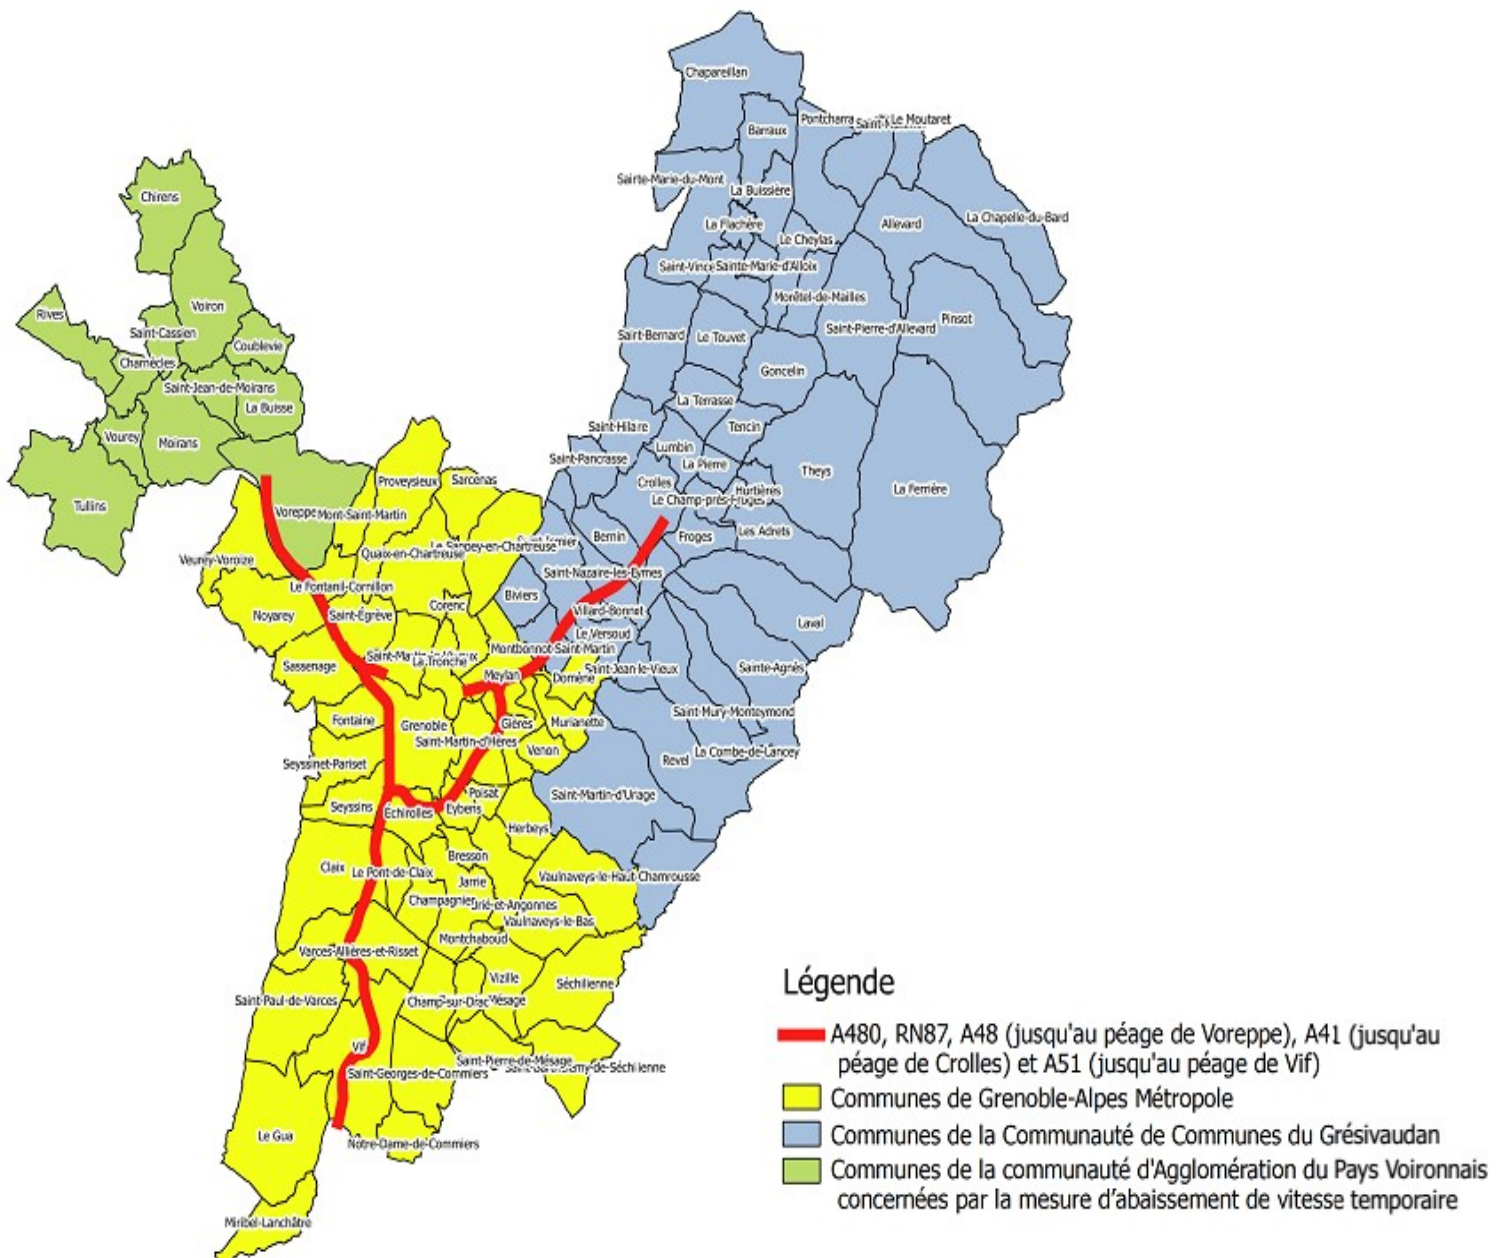 Chapareillan
Barraux
Pontcharra
Le Moutaret
Sainte-Marie-du-Mont
La Buissière
La Chapelle-du-Bard
Allevard
La Flachère
Le Cheylas
Saint-Vince
Sainte-Marie-d'Alloix
Chirens
Morêtel-de-Mailles
Voiron
Rives
Saint-Cassien
Saint-Bernard
Le Touvet
Saint-Pierre-d'Allevard
Pinsot
Coublevie
Charnècles
Goncelin
Saint-Jean-de-Moirans
La Buisse
La Terrasse
Saint-Hilaire
Tencin
Vourey
Moirans
Lumbin
La Pierre
Saint-Pancrasse
Theys
Proveysieux
Sarcenas
Crolles
La Ferrière
Hurtières
Le Champ-près-Froges
Tullins
Voreppe
Mont-Saint-Martin
Bernin
Froges
Les Adrets
Quaix-en-Chartreuse
Le Sappey-en-Chartreuse
Veurey-Voroize
Saint-Nazaire-les-Eymes
Le Fontanil-Cornillon
Biviers
Noyarey
Saint-Égrève
Corenc
Villard-Bonnot
Laval
Le Versoud
Montbonnot-Saint-Martin
La Tronche
Sassenage
Meylan
Domène
Saint-Jean-le-Vieux
Sainte-Agnès
Saint-Mury-Monteymond
Fontaine
Grenoble
Gières
Murianette
Saint-Martin-d'Hères
Venon
La Combe-de-Lancey
Revel
Seyssinet-Pariset
Poisat
Saint-Martin-d'Uriage
Seyssins
Échirolles
Eybens
Herbeys
Bresson
Claix
Le Pont-de-Claix
Jarrie
Vaulnaveys-le-Haut
Chamrousse
Champagnier
Brié-et-Angonnes
Vaulnaveys-le-Bas
Montchaboud
Varces-Allières-et-Risset
Vizille
Séchilienne
Saint-Paul-de-Varces
Champ-sur-Drac
Mésage
Vif
Saint-Pierre-de-Mésage
Saint-Georges-de-Commiers
Le Gua
Notre-Dame-de-Commiers
Miribel-Lanchâtre
Légende
A480, RN87, A48 (jusqu'au péage de Voreppe), A41 (jusqu'au
péage de Crolles) et A51 (jusqu'au péage de Vif)
Communes de Grenoble-Alpes Métropole
Communes de la Communauté de Communes du Grésivaudan
Communes de la communauté d'Agglomération du Pays Voironnais
concernées par la mesure d'abaissement de vitesse temporaire